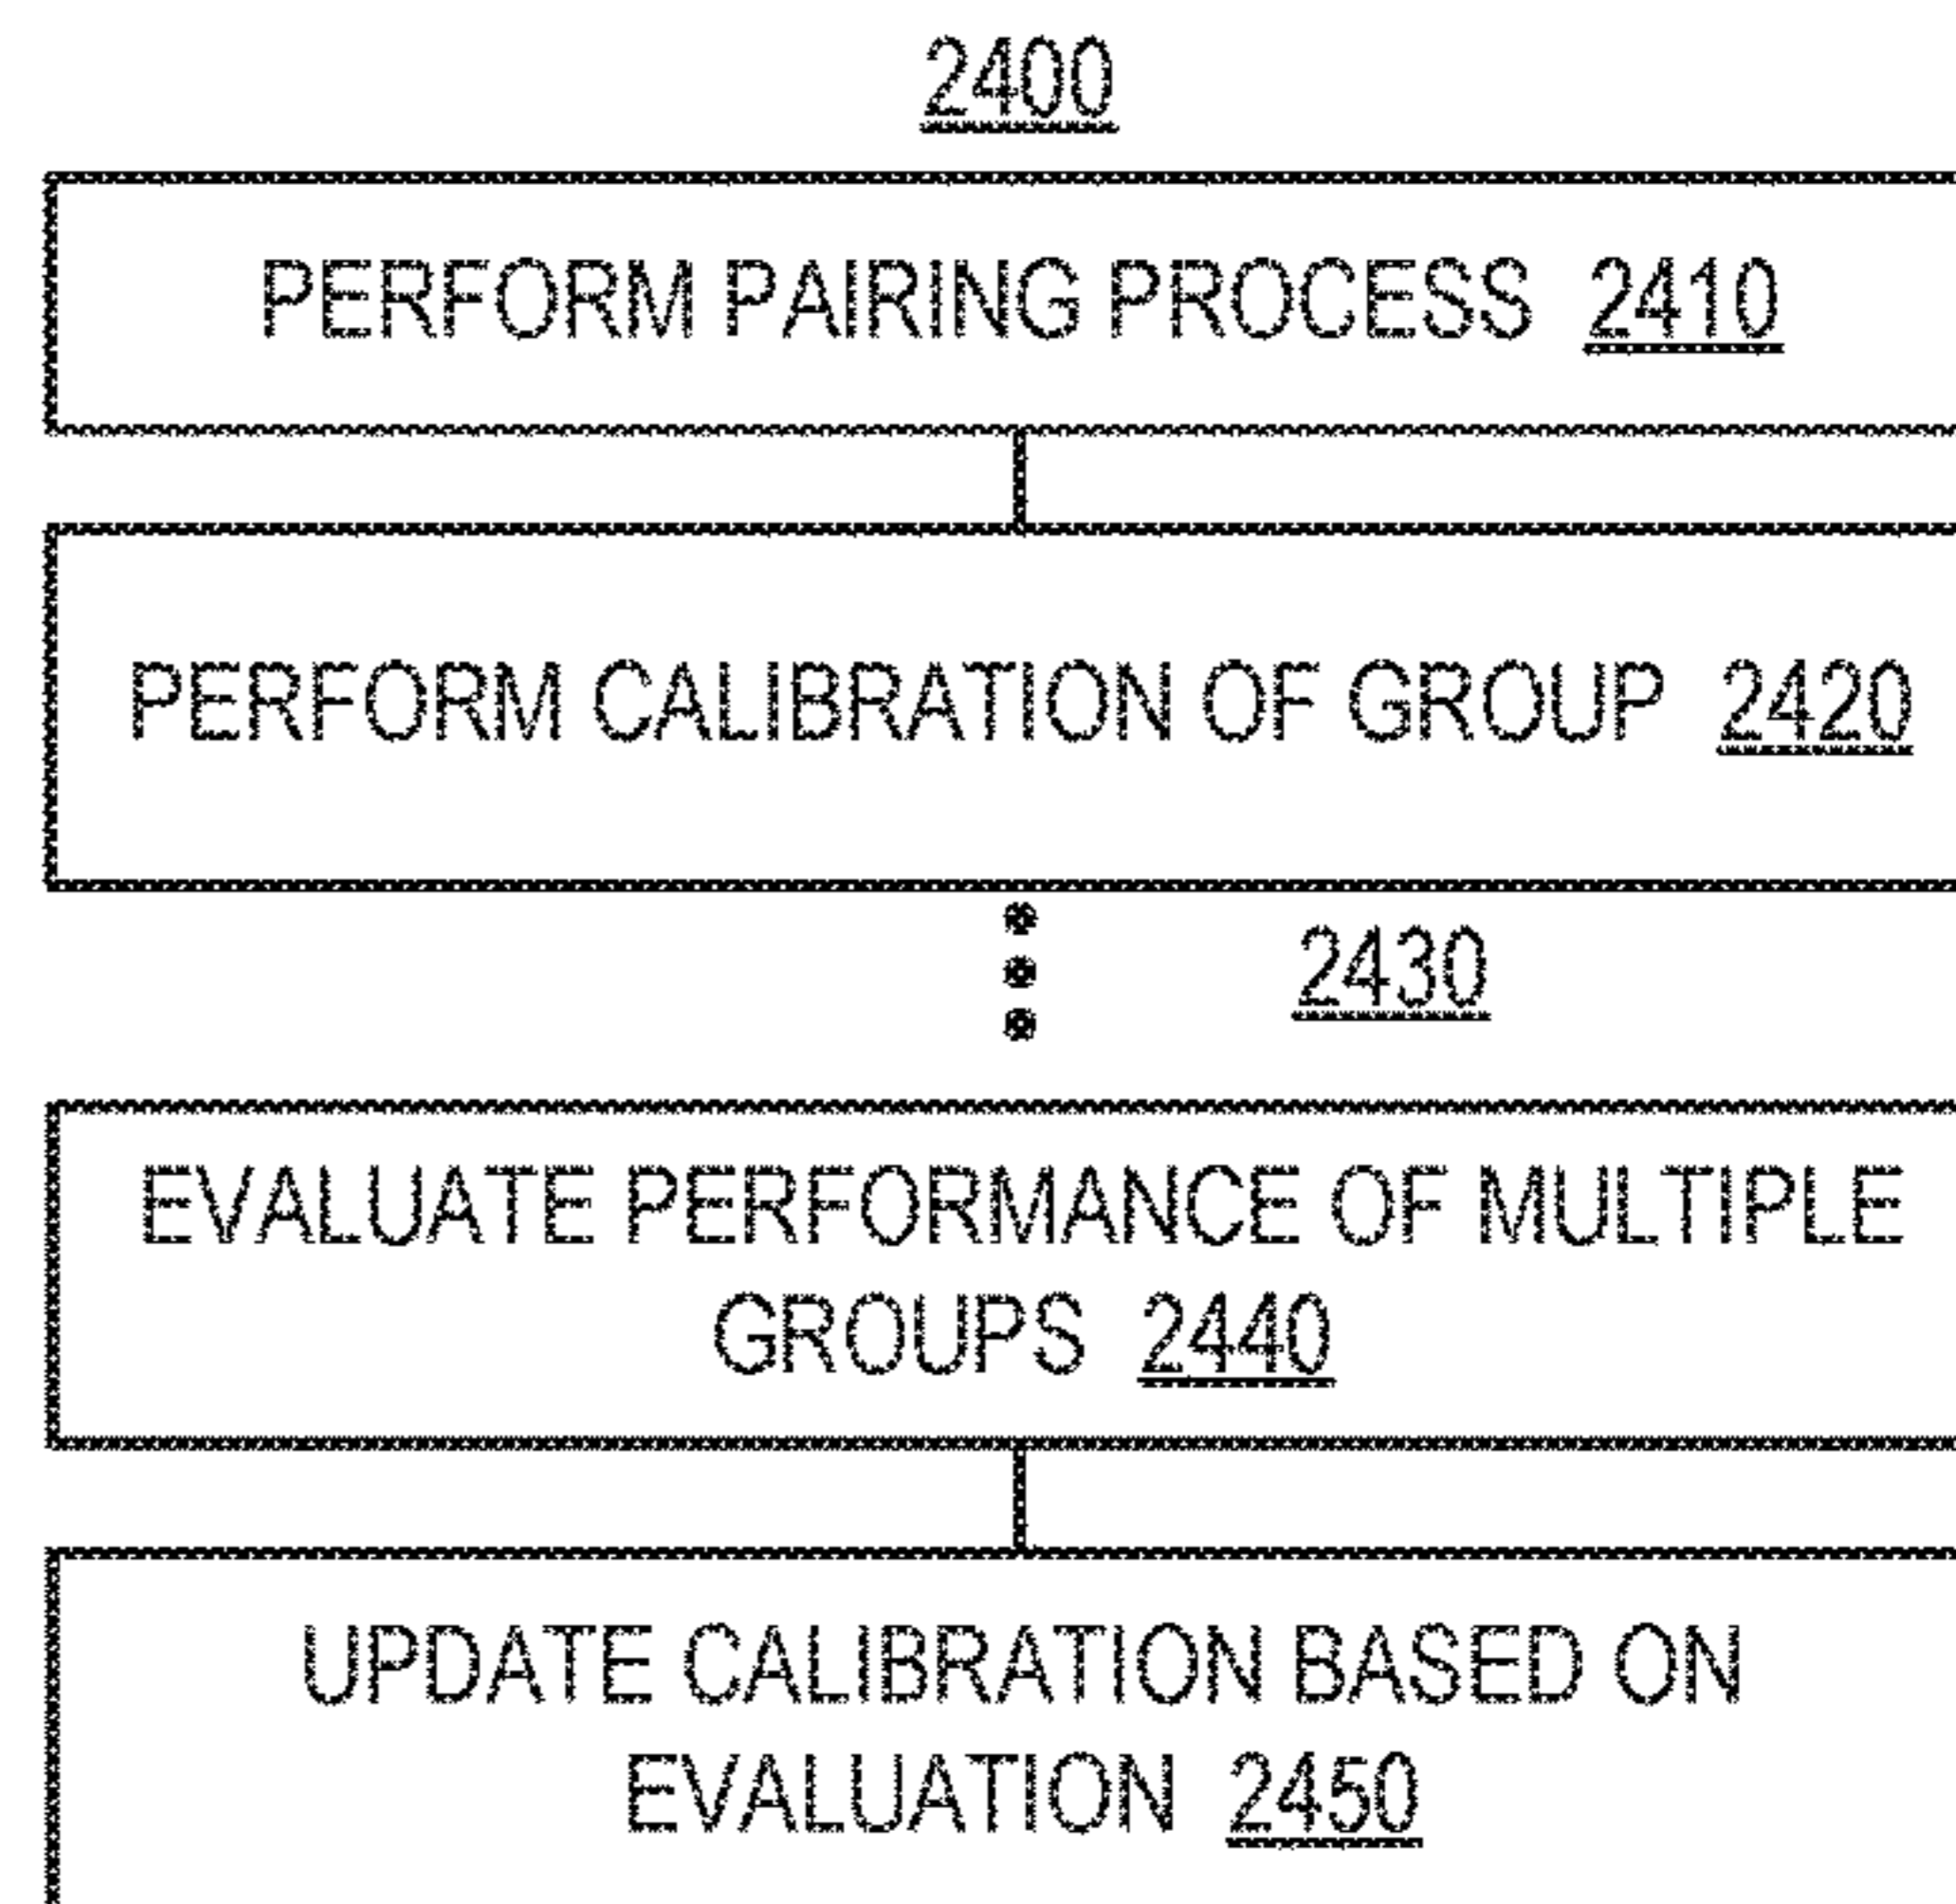 2400
PERFORM PAIRING PROCESS 2410
PERFORM CALIBRATION OF GROUP 2420
2430
EVALUATE PERFORMANCE OF MULTIPLE
GROUPS 2440
UPDATE CALIBRATION BASED ON
EVALUATION 2450